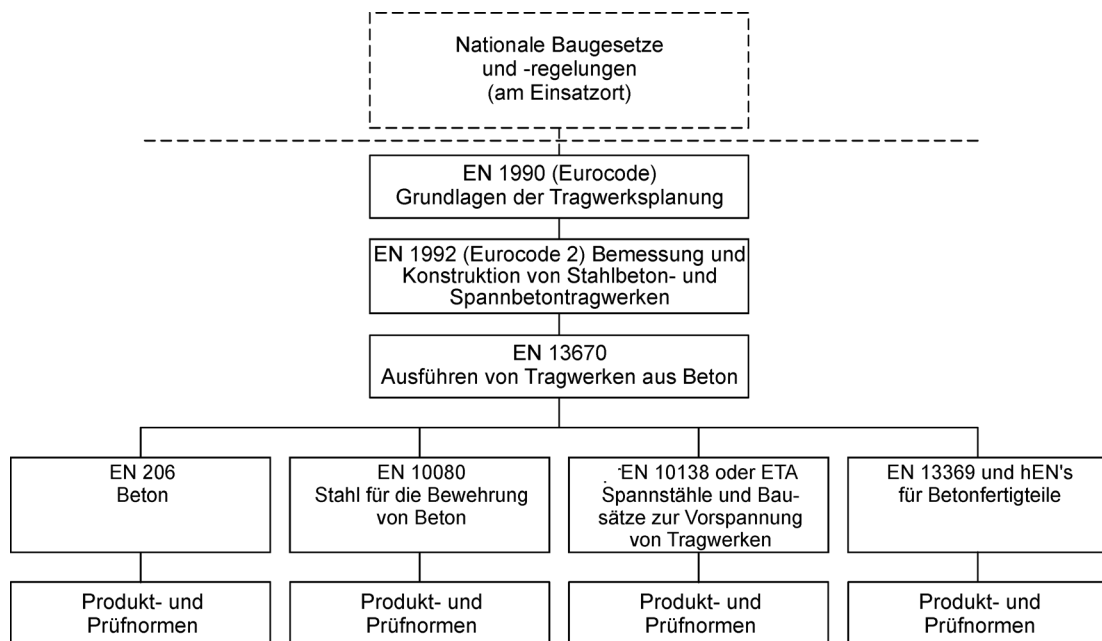 Nationale Baugesetze
und -regelungen
(am Einsatzort)
EN 1990 (Eurocode)
Grundlagen der Tragwerksplanung
EN 1992 (Eurocode 2) Bemessung und
Konstruktion von Stahlbeton- und
Spannbetontragwerken
EN 13670
Ausführen von Tragwerken aus Beton
EN 206
Beton
EN 10080
Stahl für die Bewehrung
von Beton
EN 10138 oder ETA
Spannstähle und Bau-
sätze zur Vorspannung
von Tragwerken
EN 13369 und hEN's
für Betonfertigteile
Produkt- und
Prüfnormen
Produkt- und
Prüfnormen
Produkt- und
Prüfnormen
Produkt- und
Prüfnormen